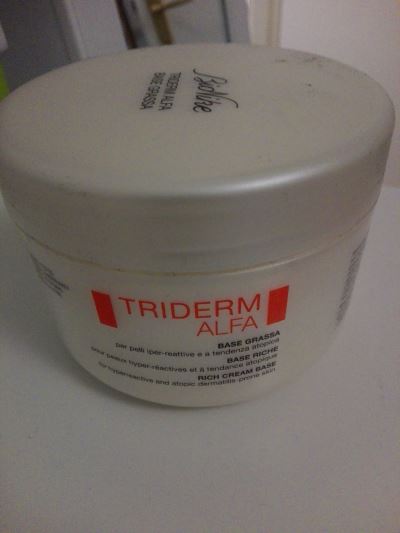 BioNike
TRIDERM ALFA
BASE GRASSA
TRIDERM
ALFA
BASE GRASSA
per pelli iper-reattive e a tendenza atopica
BASE RICHE
pour peaux hyper-réactives et à tendance atopique
RICH CREAM BASE
for hyperreactive and atopic dermatitis-prone skin